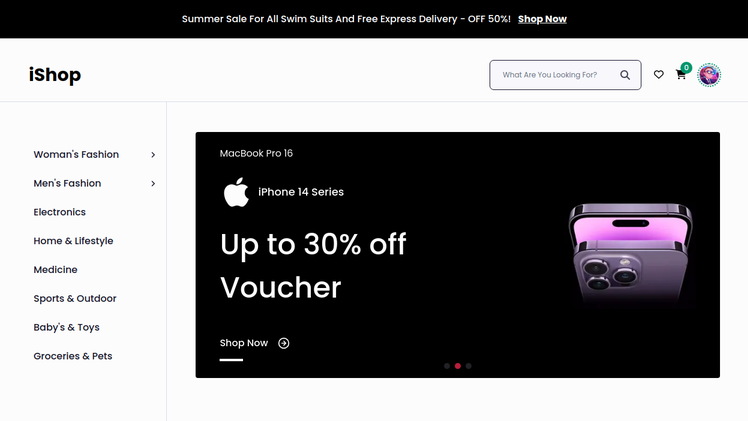 Summer Sale For All Swim Suits And Free Express Delivery - OFF 50%! Shop Now
iShop
What Are You Looking For?
0
Woman's Fashion
Men's Fashion
Electronics
Home & Lifestyle
Medicine
Sports & Outdoor
Baby's & Toys
Groceries & Pets
MacBook Pro 16
iPhone 14 Series
Up to 30% off
Voucher
Shop Now